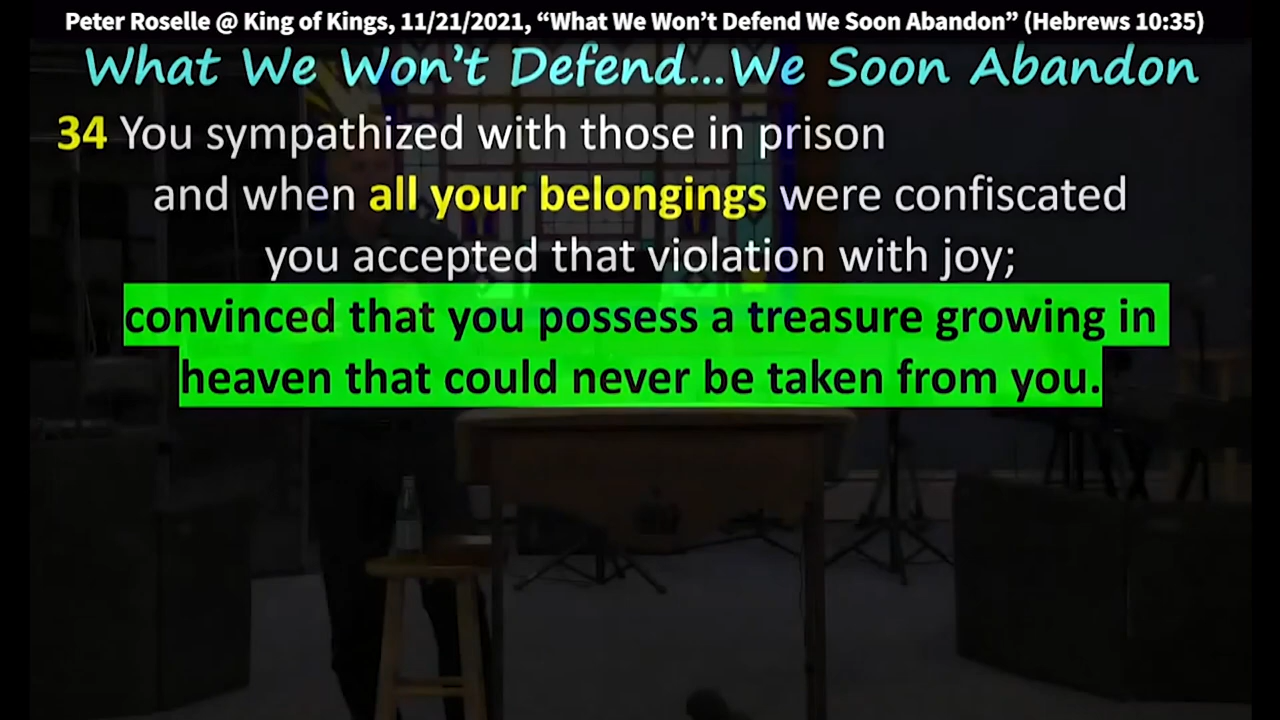 Peter Roselle @ King of Kings, 11/21/2021, “What We Won’t Defend We Soon Abandon” (Hebrews 10:35)
What We Won’t Defend...We Soon Abandon
34 You sympathized with those in prison
and when all your belongings were confiscated
you accepted that violation with joy;
convinced that you possess a treasure growing in
heaven that could never be taken from you.